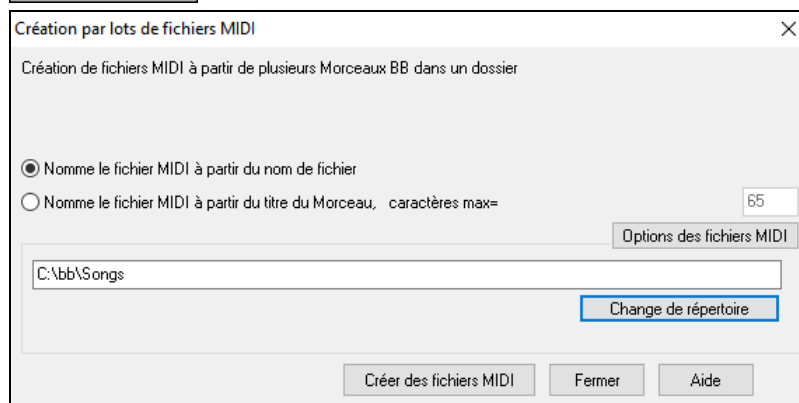 Création par lots de fichiers MIDI
Création de fichiers MIDI à partir de plusieurs Morceaux BB dans un dossier
Nomme le fichier MIDI à partir du nom de fichier
Nomme le fichier MIDI à partir du titre du Morceau, caractères max= 65
Options des fichiers MIDI
C:\bb\Songs
Change de répertoire
Créer des fichiers MIDI Fermer Aide